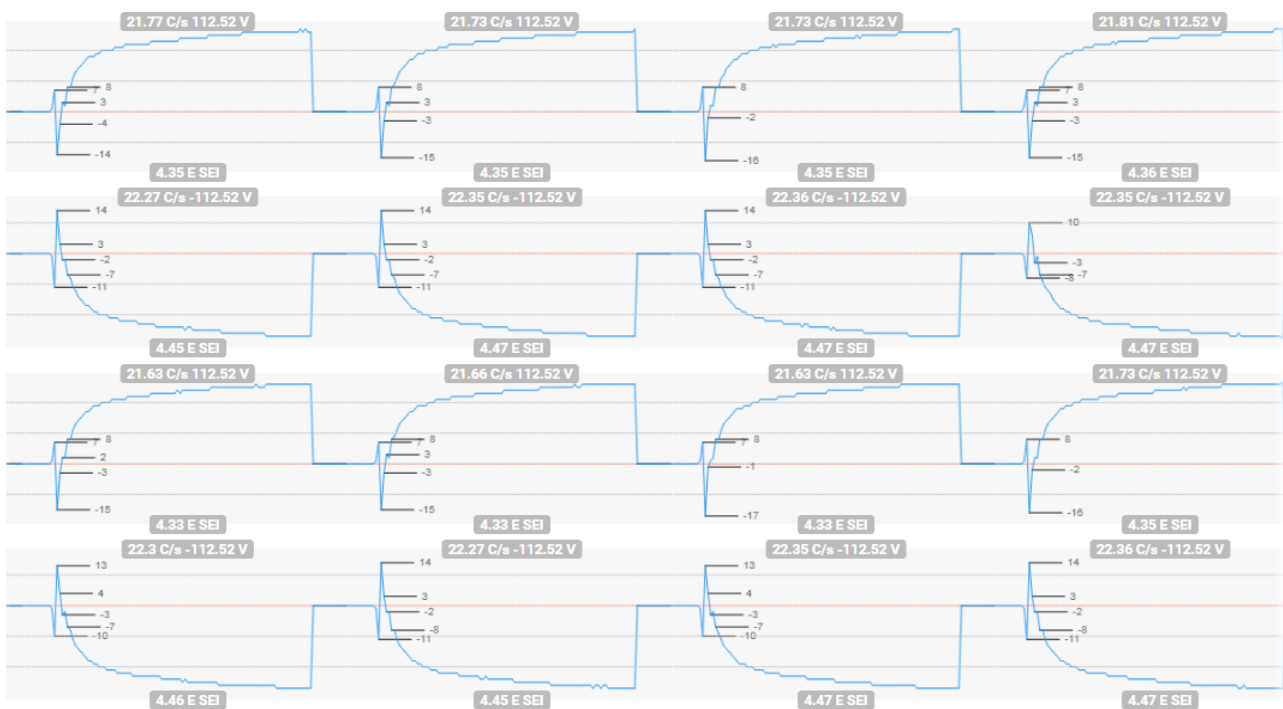 21.77 C/s 112.52 V
21.73 C/s 112.52 V
21.73 C/s 112.52 V
21.81 C/s 112.52 V
8
7
3
-4
-14
8
7
3
-3
-15
8
-2
-16
8
7
3
-3
-15
4.35 E SEI
4.35 E SEI
4.35 E SEI
4.36 E SEI
22.27 C/s -112.52 V
22.35 C/s -112.52 V
22.36 C/s -112.52 V
22.35 C/s -112.52 V
14
3
-2
-7
-11
14
3
-2
-7
-11
14
3
-2
-7
-11
10
-3
-7
-8
4.45 E SEI
4.47 E SEI
4.47 E SEI
4.47 E SEI
21.63 C/s 112.52 V
21.66 C/s 112.52 V
21.63 C/s 112.52 V
21.73 C/s 112.52 V
8
7
2
-3
-15
8
7
3
-3
-15
8
7
-1
-17
8
-2
-16
4.33 E SEI
4.33 E SEI
4.33 E SEI
4.35 E SEI
22.3 C/s -112.52 V
22.27 C/s -112.52 V
22.35 C/s -112.52 V
22.36 C/s -112.52 V
13
4
-3
-7
-10
14
3
-2
-8
-11
13
4
-3
-7
-10
14
3
-2
-8
-11
4.46 E SEI
4.45 E SEI
4.47 E SEI
4.47 E SEI